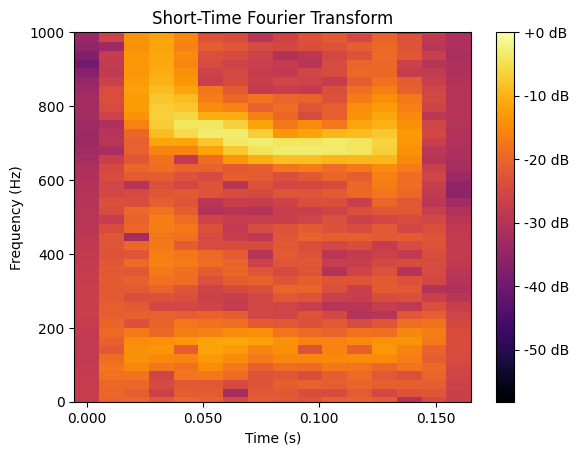 Short-Time Fourier Transform
1000
800
600
400
200
0
Frequency (Hz)
0.000
0.050
0.100
0.150
Time (s)
+0 dB
-10 dB
-20 dB
-30 dB
-40 dB
-50 dB